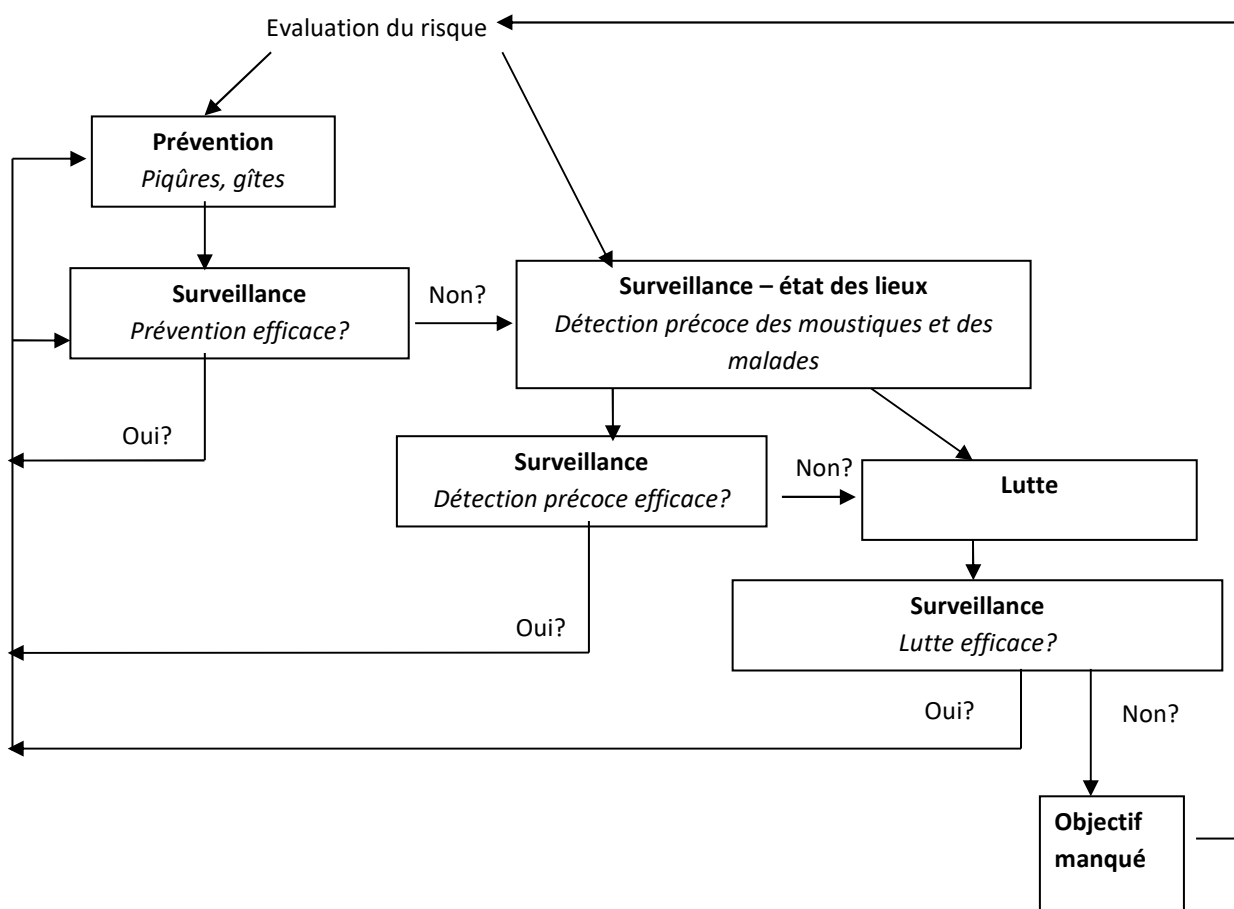 Evaluation du risque
Prévention
Piqûres, gîtes
Surveillance
Prévention efficace?
Non?
Surveillance – état des lieux
Détection précoce des moustiques et des
malades
Oui?
Surveillance
Détection précoce efficace?
Non?
Lutte
Oui?
Surveillance
Lutte efficace?
Oui?
Non?
Objectif
manqué